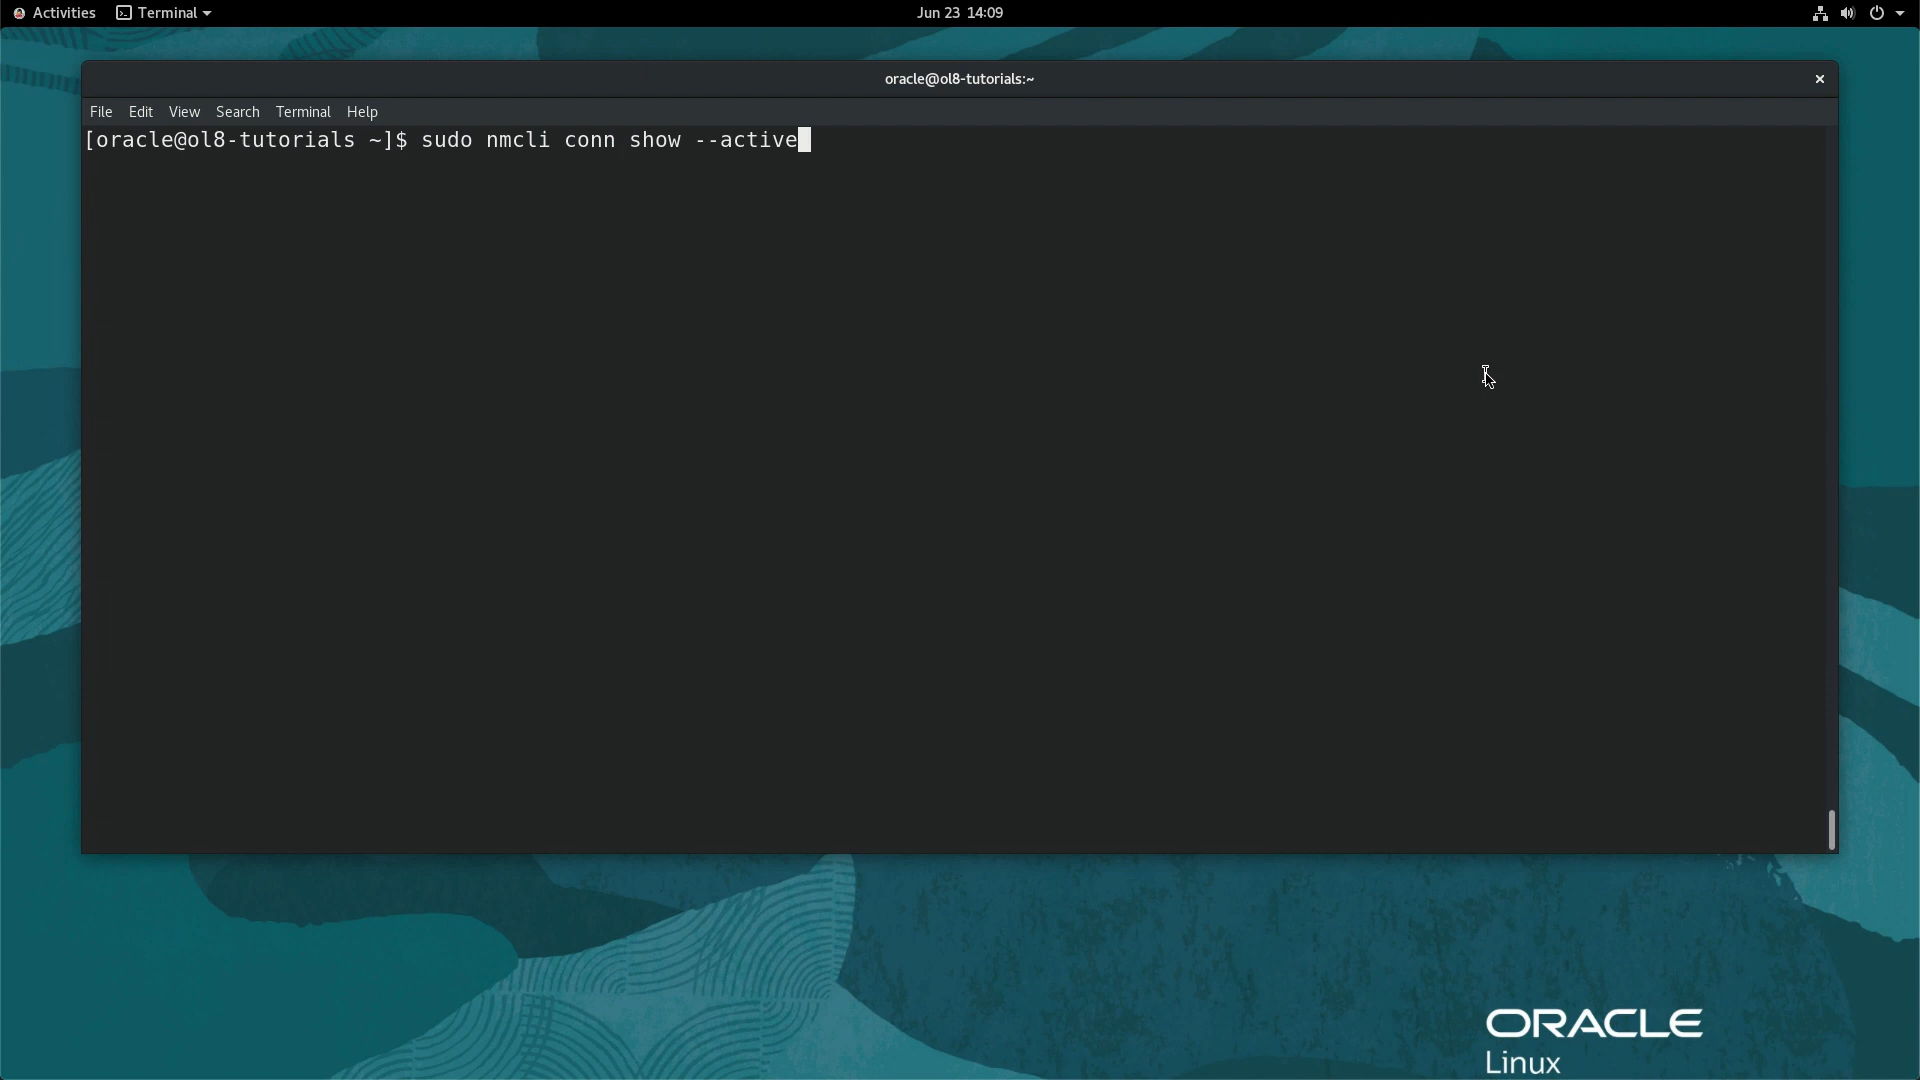 Activities Terminal Jun 23 14:09
oracle@ol8-tutorials:~
File Edit View Search Terminal Help
[oracle@ol8-tutorials ~]$ sudo nmcli conn show --active
ORACLE
Linux